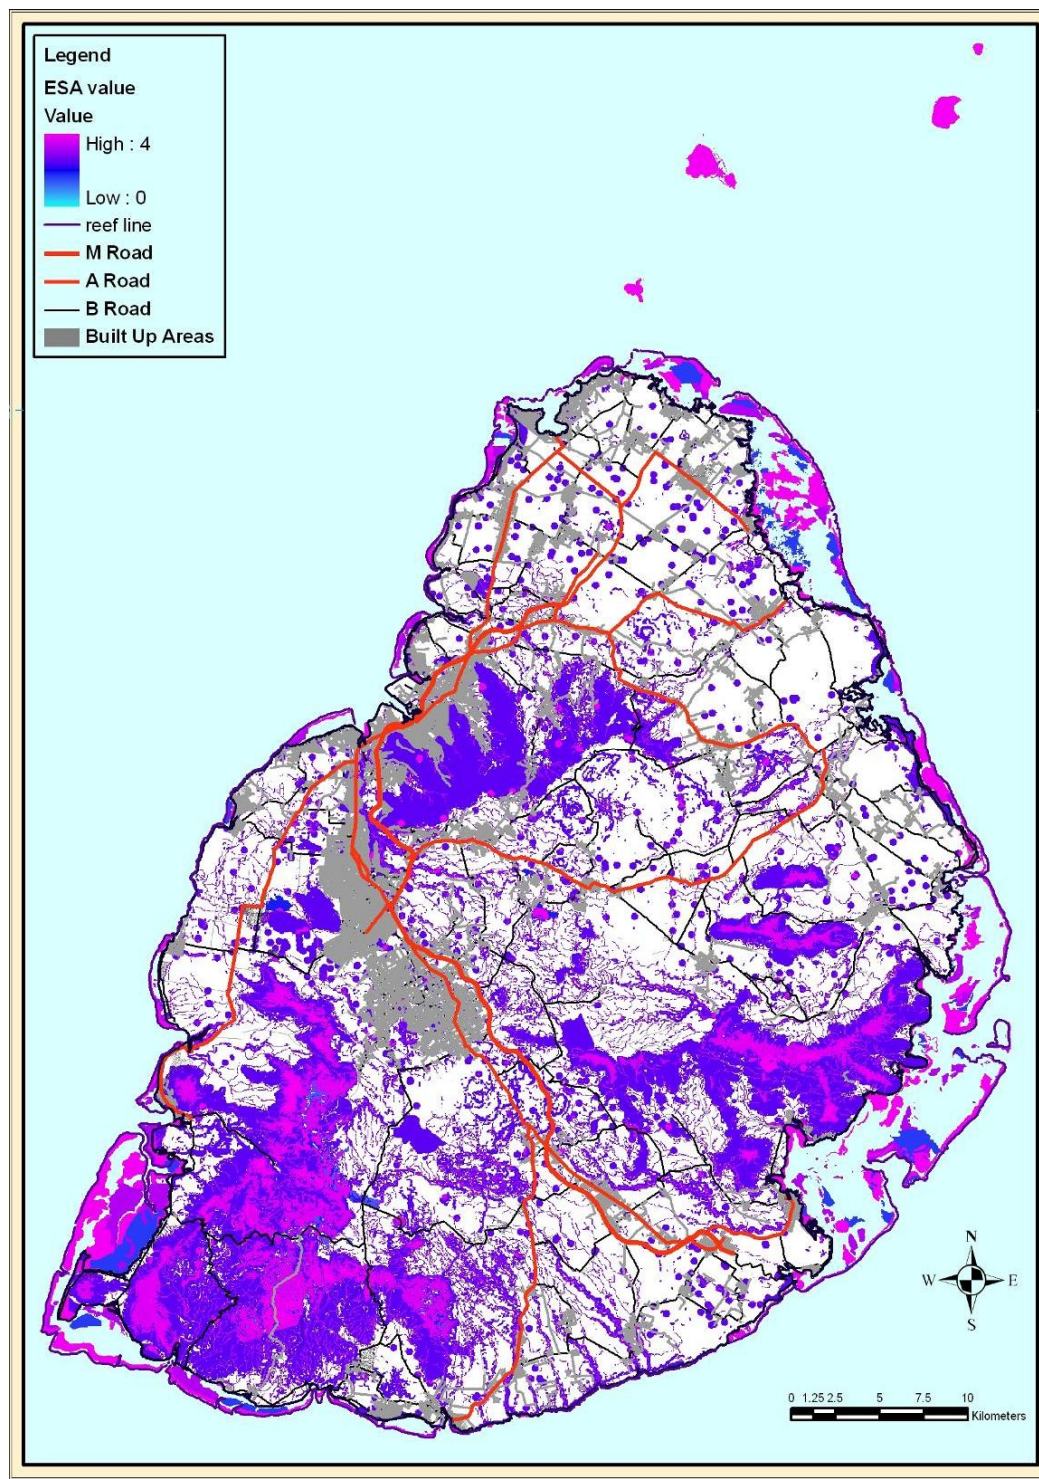 Legend
ESA value
Value
High : 4
Low : 0
reef line
M Road
A Road
B Road
Built Up Areas
N
W E
S
0 1.25 2.5 5 7.5 10
Kilometers